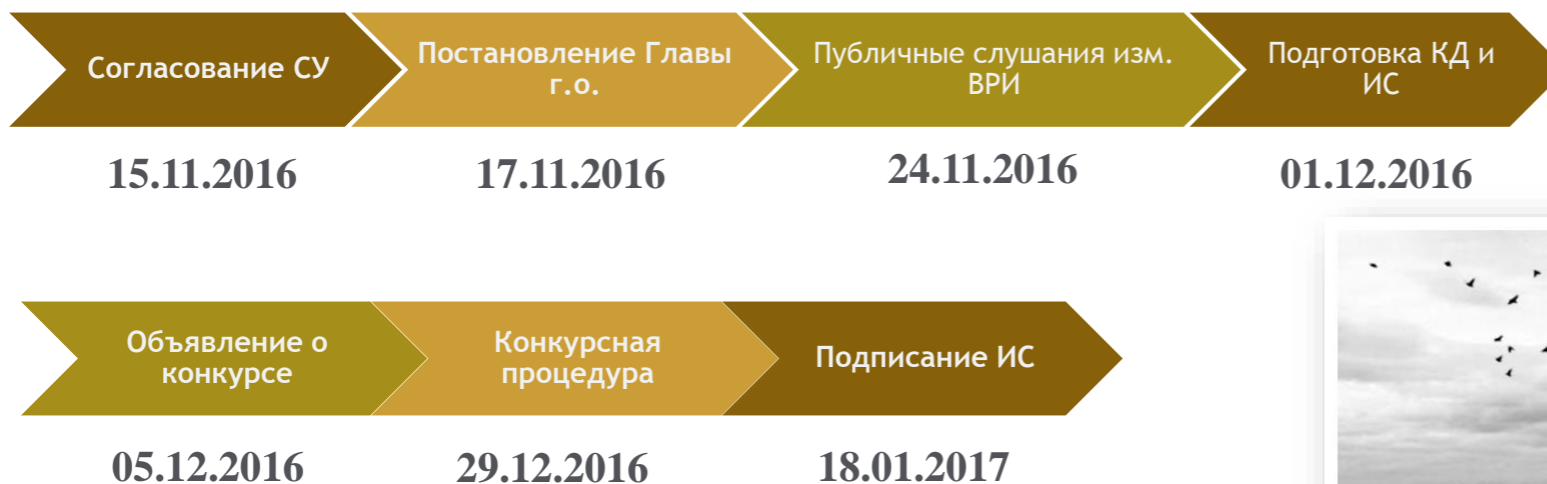 Согласование СУ
Постановление Главы
г.о.
Публичные слушания изм.
ВРИ
Подготовка КД и
ИС
15.11.2016
17.11.2016
24.11.2016
01.12.2016
Объявление о
конкурсе
Конкурсная
процедура
Подписание ИС
05.12.2016
29.12.2016
18.01.2017